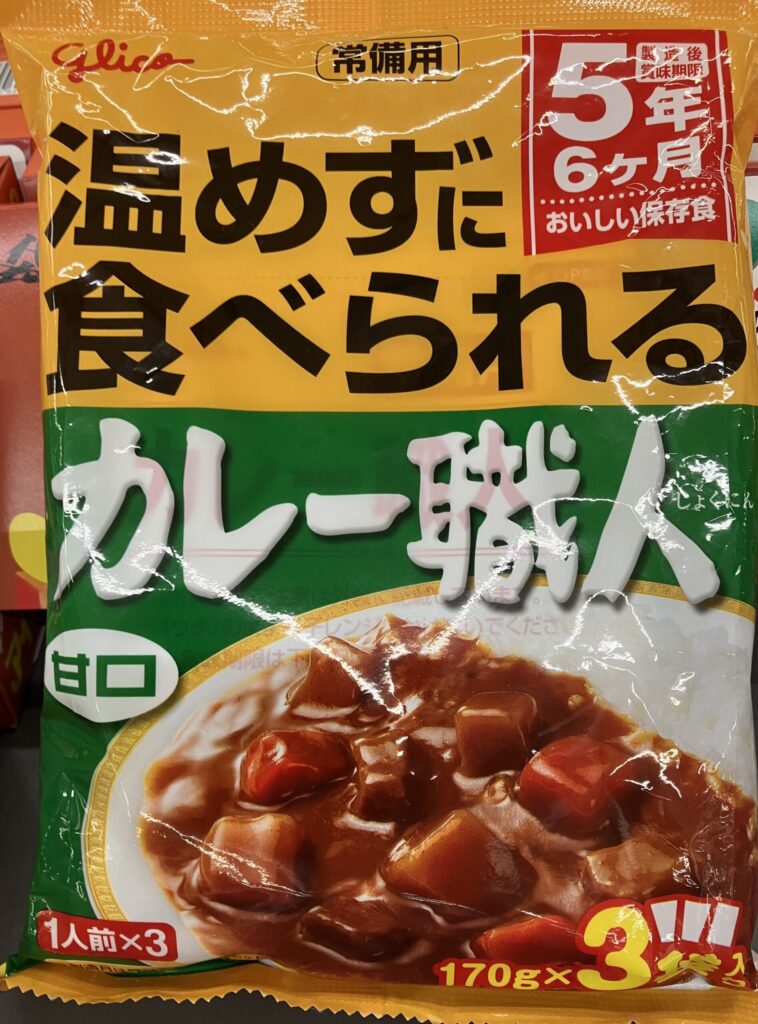 Glico
常備用
製造後
賞味期限
5年
6ヶ月
おいしい保存食
温めずに
食べられる
カレー職人
しょくにん
甘口
1人前×3
170g×3袋入